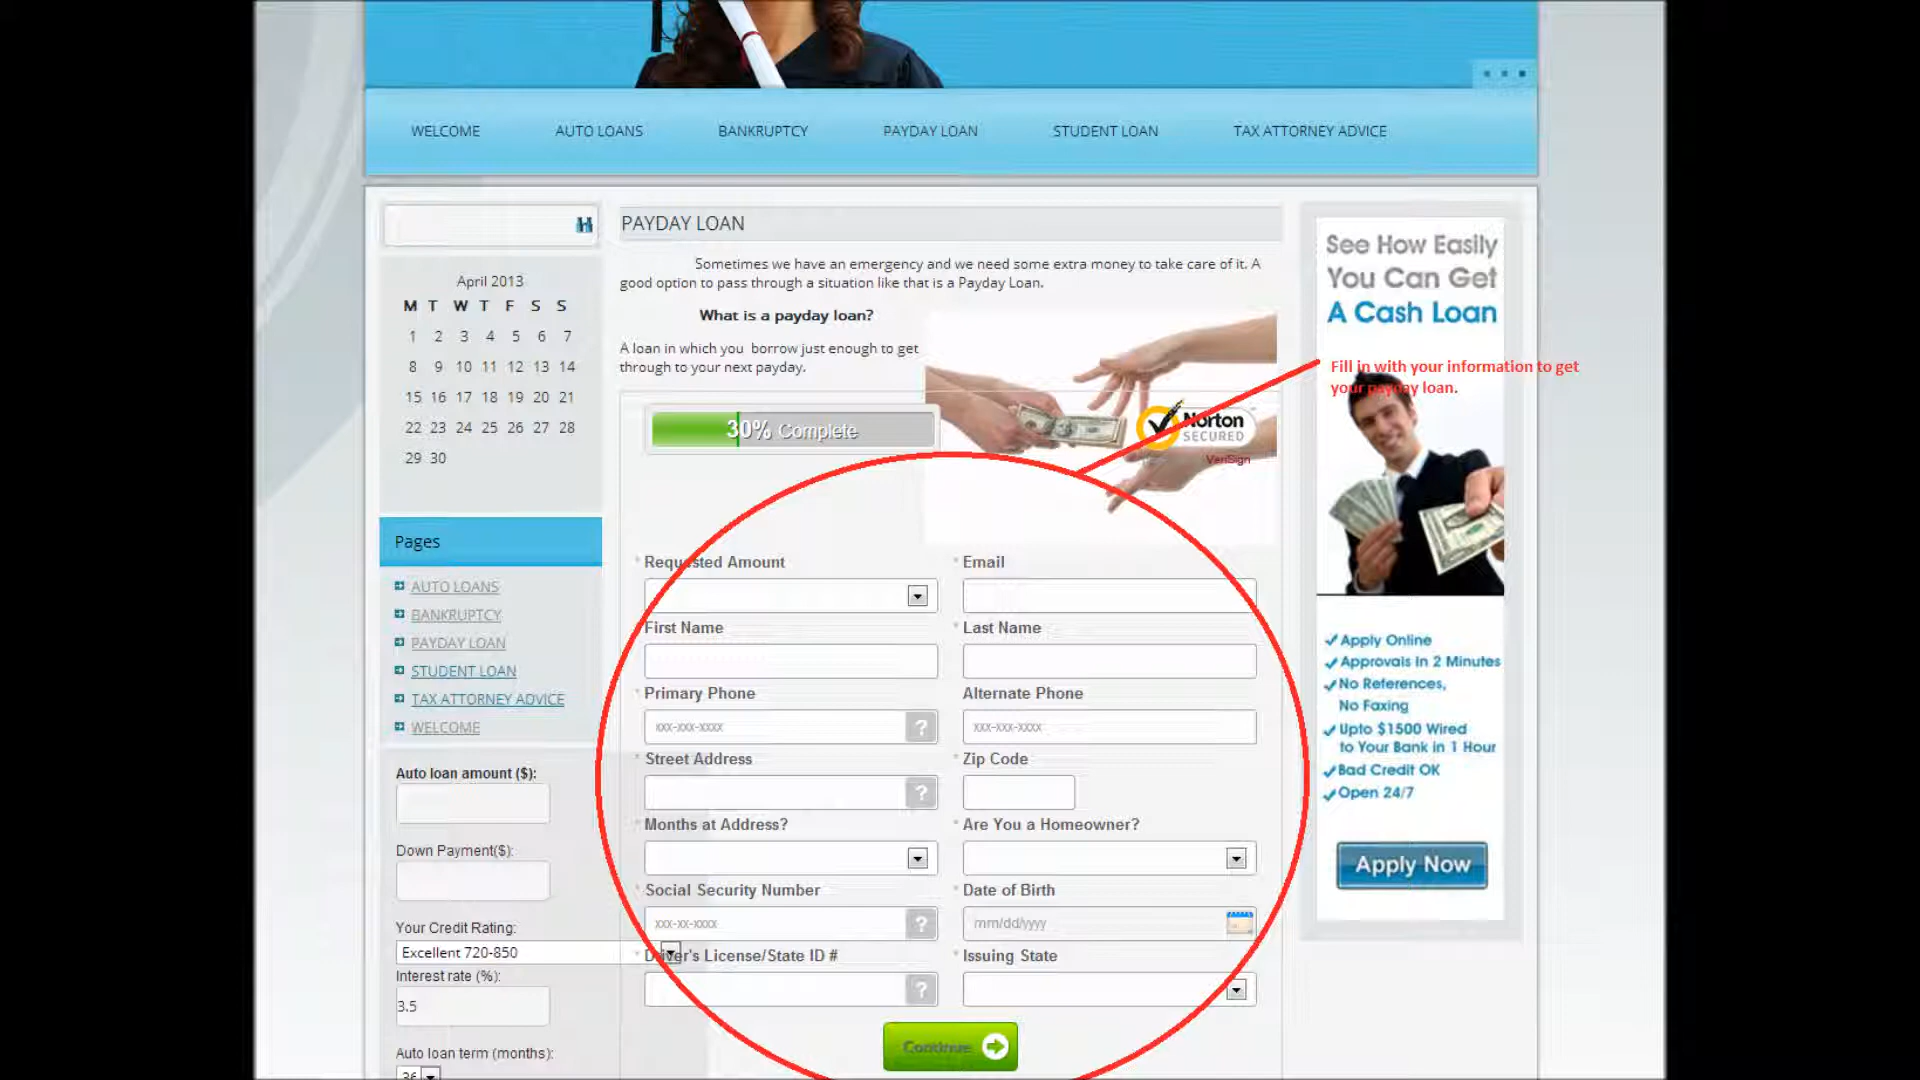 WELCOME AUTO LOANS BANKRUPTCY PAYDAY LOAN STUDENT LOAN TAX ATTORNEY ADVICE
April 2013
M T W T F S S
1 2 3 4 5 6 7
8 9 10 11 12 13 14
15 16 17 18 19 20 21
22 23 24 25 26 27 28
29 30
Pages
AUTO LOANS
BANKRUPTCY
PAYDAY LOAN
STUDENT LOAN
TAX ATTORNEY ADVICE
WELCOME
Auto loan amount ($):
Down Payment($):
Your Credit Rating:
Excellent 720-850
Interest rate (%):
3.5
Auto loan term (months):
36
PAYDAY LOAN
Sometimes we have an emergency and we need some extra money to take care of it. A
good option to pass through a situation like that is a Payday Loan.
What is a payday loan?
A loan in which you borrow just enough to get
through to your next payday.
30% Complete
Norton
SECURED
VeriSign
* Requested Amount * Email
* First Name * Last Name
* Primary Phone Alternate Phone
xxx-xxx-xxxx ? xxx-xxx-xxxx
* Street Address * Zip Code
?
* Months at Address? * Are You a Homeowner?
* Social Security Number * Date of Birth
xxx-xx-xxxx ? mm/dd/yyyy
* Driver's License/State ID # * Issuing State
?
Continue
See How Easily
You Can Get
A Cash Loan
Fill in with your information to get
your payday loan.
Apply Online
Approvals In 2 Minutes
No References,
No Faxing
Upto $1500 Wired
to Your Bank in 1 Hour
Bad Credit OK
Open 24/7
Apply Now